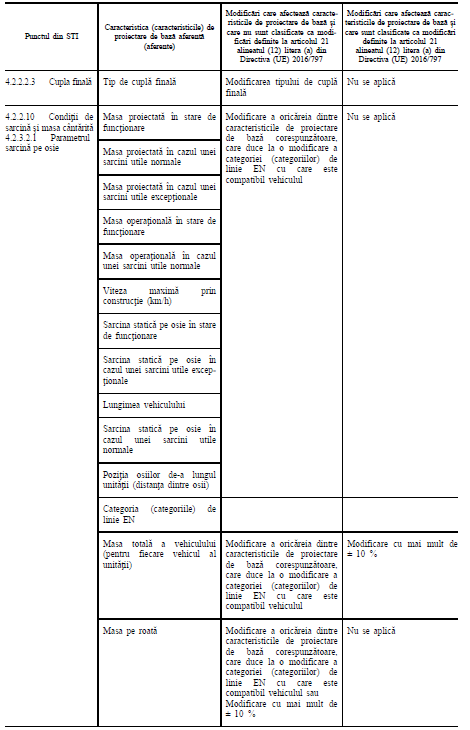 Punctul din STI
Caracteristica (caracteristicile) de
proiectare de bază aferentă
(aferente)
Modificări care afectează caracte-
risticile de proiectare de bază și
care nu sunt clasificate ca modi-
ficări definite la articolul 21
alineatul (12) litera (a) din
Directiva (UE) 2016/797
Modificări care afectează carac-
teristicile de proiectare de bază și
care sunt clasificate ca modificări
definite la articolul 21
alineatul (12) litera (a) din
Directiva (UE) 2016/797
4.2.2.2.3 Cupla finală
Tip de cuplă finală
Modificarea tipului de cuplă
finală
Nu se aplică
4.2.2.10 Condiții de
sarcină și masa cântărită
4.2.3.2.1 Parametrul
sarcină pe osie
Masa proiectată în stare de
funcționare
Modificare a oricăreia dintre
caracteristicile de proiectare
de bază corespunzătoare,
care duce la o modificare a
categoriei (categoriilor) de
linie EN cu care este
compatibil vehiculul
Nu se aplică
Masa proiectată în cazul unei
sarcini utile normale
Masa proiectată în cazul unei
sarcini utile excepționale
Masa operațională în stare de
funcționare
Masa operațională în cazul
unei sarcini utile normale
Viteza maximă prin
construcție (km/h)
Sarcina statică pe osie în stare
de funcționare
Sarcina statică pe osie în
cazul unei sarcini utile excep-
ționale
Lungimea vehiculului
Sarcina statică pe osie în
cazul unei sarcini utile
normale
Poziția osiilor de-a lungul
unității (distanța dintre osii)
Categoria (categoriile) de
linie EN
Masa totală a vehiculului
(pentru fiecare vehicul al
unității)
Modificare a oricăreia dintre
caracteristicile de proiectare
de bază corespunzătoare,
care duce la o modificare a
categoriei (categoriilor) de
linie EN cu care este
compatibil vehiculul
Modificare cu mai mult de
± 10 %
Masa pe roată
Modificare a oricăreia dintre
caracteristicile de proiectare
de bază corespunzătoare,
care duce la o modificare a
categoriei (categoriilor) de
linie EN cu care este
compatibil vehiculul sau
Modificare cu mai mult de
± 10 %
Nu se aplică